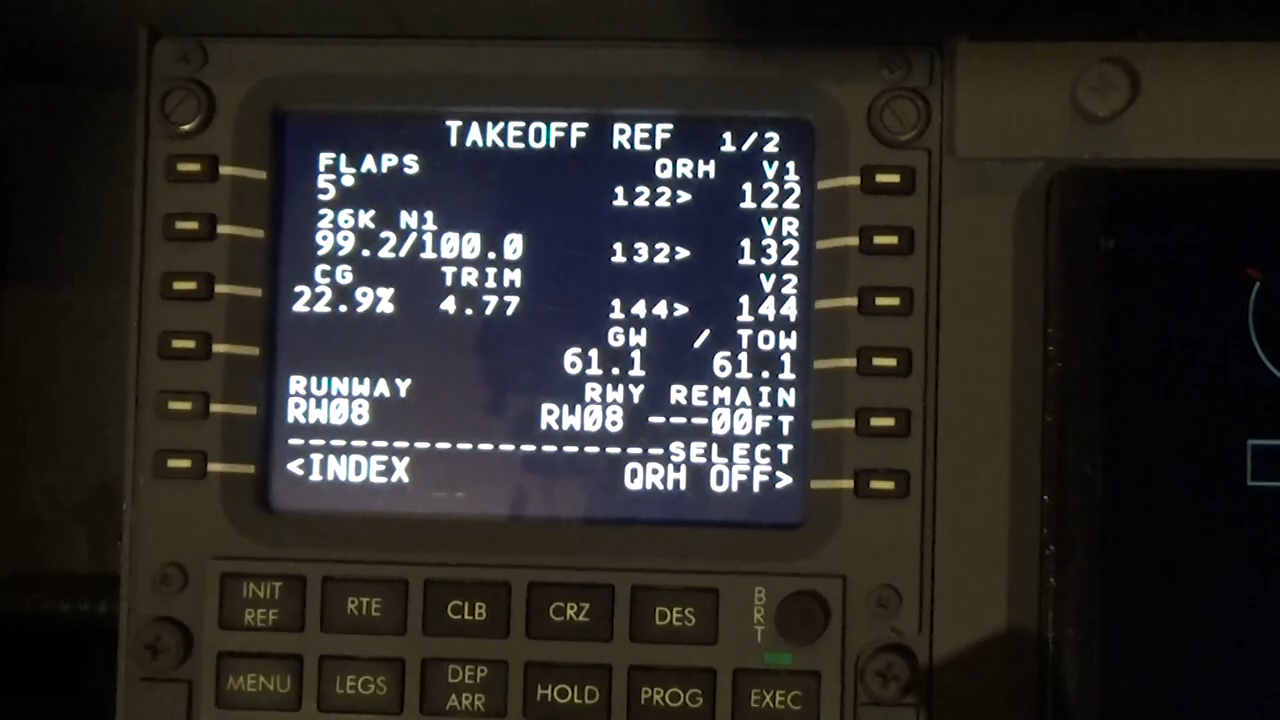 TAKEOFF REF 1/2
FLAPS QRH V1
5° 122> 122
26K N1 VR
99.2/100.0 132> 132
CG TRIM V2
22.9% 4.77 144> 144
GW / TOW
61.1 61.1
RUNWAY RWY REMAIN
RW08 RW08 ---00FT
------------------SELECT
<INDEX QRH OFF>
INIT REF RTE CLB CRZ DES BRT
MENU LEGS DEP ARR HOLD PROG EXEC